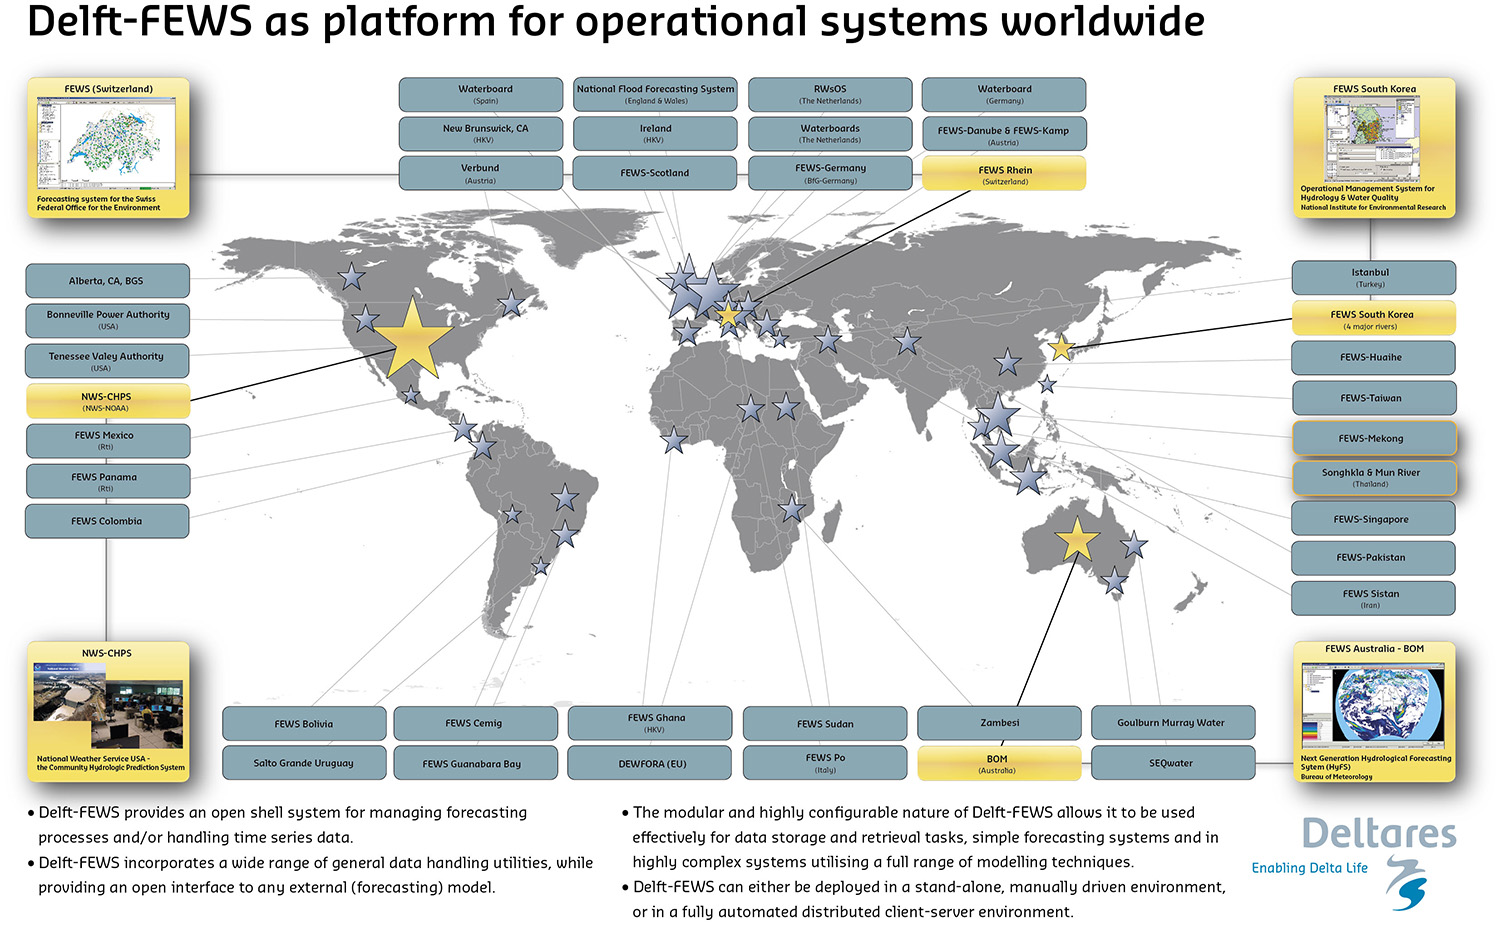 Delft-FEWS as platform for operational systems worldwide
FEWS (Switzerland)
Forecasting system for the Swiss
Federal Office for the Environment
Waterboard
(Spain)
National Flood Forecasting System
(England & Wales)
RWsOS
(The Netherlands)
Waterboard
(Germany)
New Brunswick, CA
(HKV)
Ireland
(HKV)
Waterboards
(The Netherlands)
FEWS-Danube & FEWS-Kamp
(Austria)
Verbund
(Austria)
FEWS-Scotland
FEWS-Germany
(BfG-Germany)
FEWS Rhein
(Switzerland)
FEWS South Korea
Operational Management System for
Hydrology & Water Quality
National Institute for Environmental Research
Alberta, CA, BGS
Bonneville Power Authority
(USA)
Tenessee Valey Authority
(USA)
NWS-CHPS
(NWS-NOAA)
FEWS Mexico
(Rti)
FEWS Panama
(Rti)
FEWS Colombia
Istanbul
(Turkey)
FEWS South Korea
(4 major rivers)
FEWS-Huaihe
FEWS-Taiwan
FEWS-Mekong
Songhkla & Mun River
(Thailand)
FEWS-Singapore
FEWS-Pakistan
FEWS Sistan
(Iran)
NWS-CHPS
National Weather Service USA -
the Community Hydrologic Prediction System
FEWS Bolivia
FEWS Cemig
FEWS Ghana
(HKV)
FEWS Sudan
Zambesi
Goulburn Murray Water
Salto Grande Uruguay
FEWS Guanabara Bay
DEWFORA (EU)
FEWS Po
(Italy)
BOM
(Australia)
SEQwater
FEWS Australia - BOM
Next Generation Hydrological Forecasting
Sytem (HyFS)
Bureau of Meteorology
• Delft-FEWS provides an open shell system for managing forecasting
processes and/or handling time series data.
• Delft-FEWS incorporates a wide range of general data handling utilities, while
providing an open interface to any external (forecasting) model.
• The modular and highly configurable nature of Delft-FEWS allows it to be used
effectively for data storage and retrieval tasks, simple forecasting systems and in
highly complex systems utilising a full range of modelling techniques.
• Delft-FEWS can either be deployed in a stand-alone, manually driven environment,
or in a fully automated distributed client-server environment.
Deltares
Enabling Delta Life